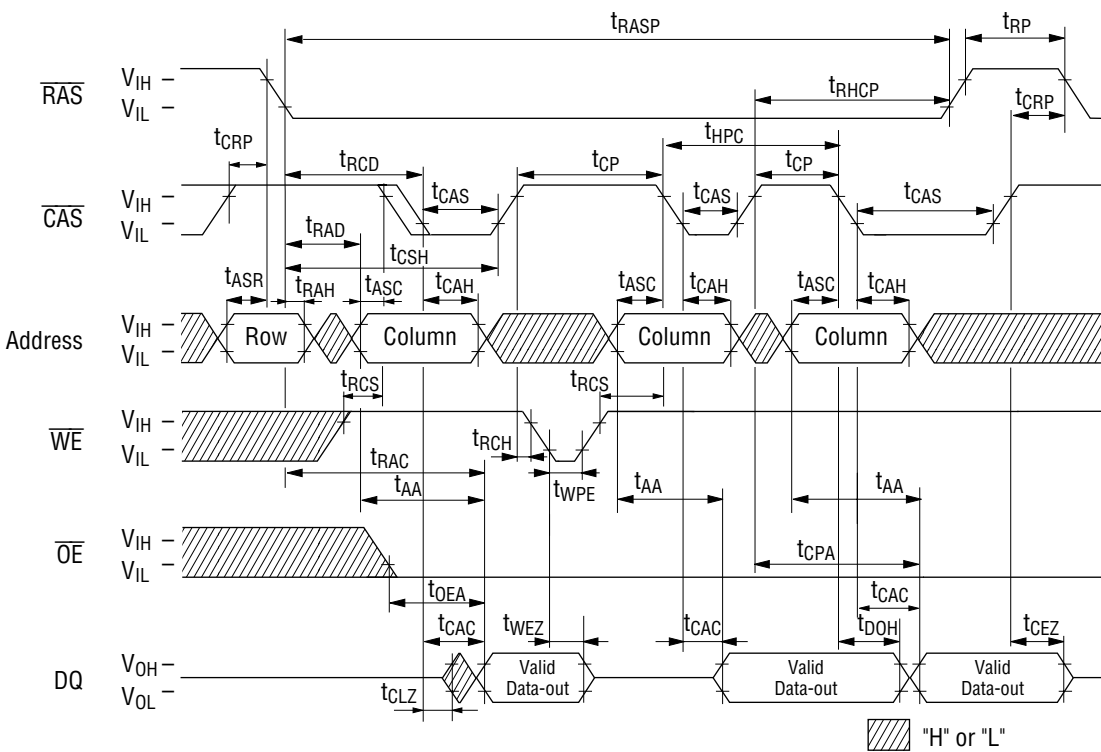 tRASP
tRP
RAS
VIH
VIL
tRHCP
tCRP
tCRP
tRCD
tCP
tHPC
tCP
CAS
VIH
VIL
tCAS
tCAS
tCAS
tRAD
tCSH
tASR
tRAH
tASC
tCAH
tASC
tCAH
tASC
tCAH
Address
VIH
VIL
Row
Column
Column
Column
tRCS
tRCS
WE
VIH
VIL
tRCH
tRAC
tWPE
tAA
tAA
tAA
OE
VIH
VIL
tCPA
tOEA
tCAC
tCAC
tWEZ
tCAC
tDOH
tCEZ
DQ
VOH
VOL
Valid
Data-out
Valid
Data-out
Valid
Data-out
tCLZ
"H" or "L"